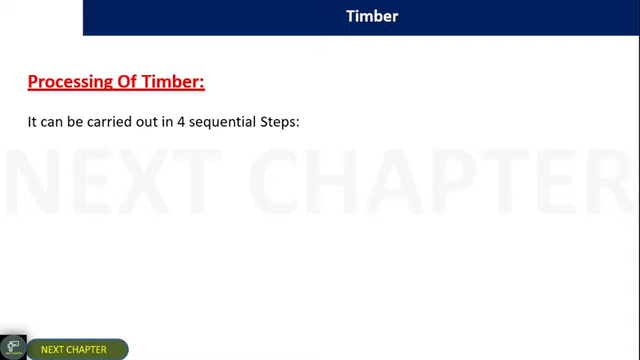 Timber
Processing Of Timber:
It can be carried out in 4 sequential Steps:
NEXT CHAPTER
NEXT CHAPTER